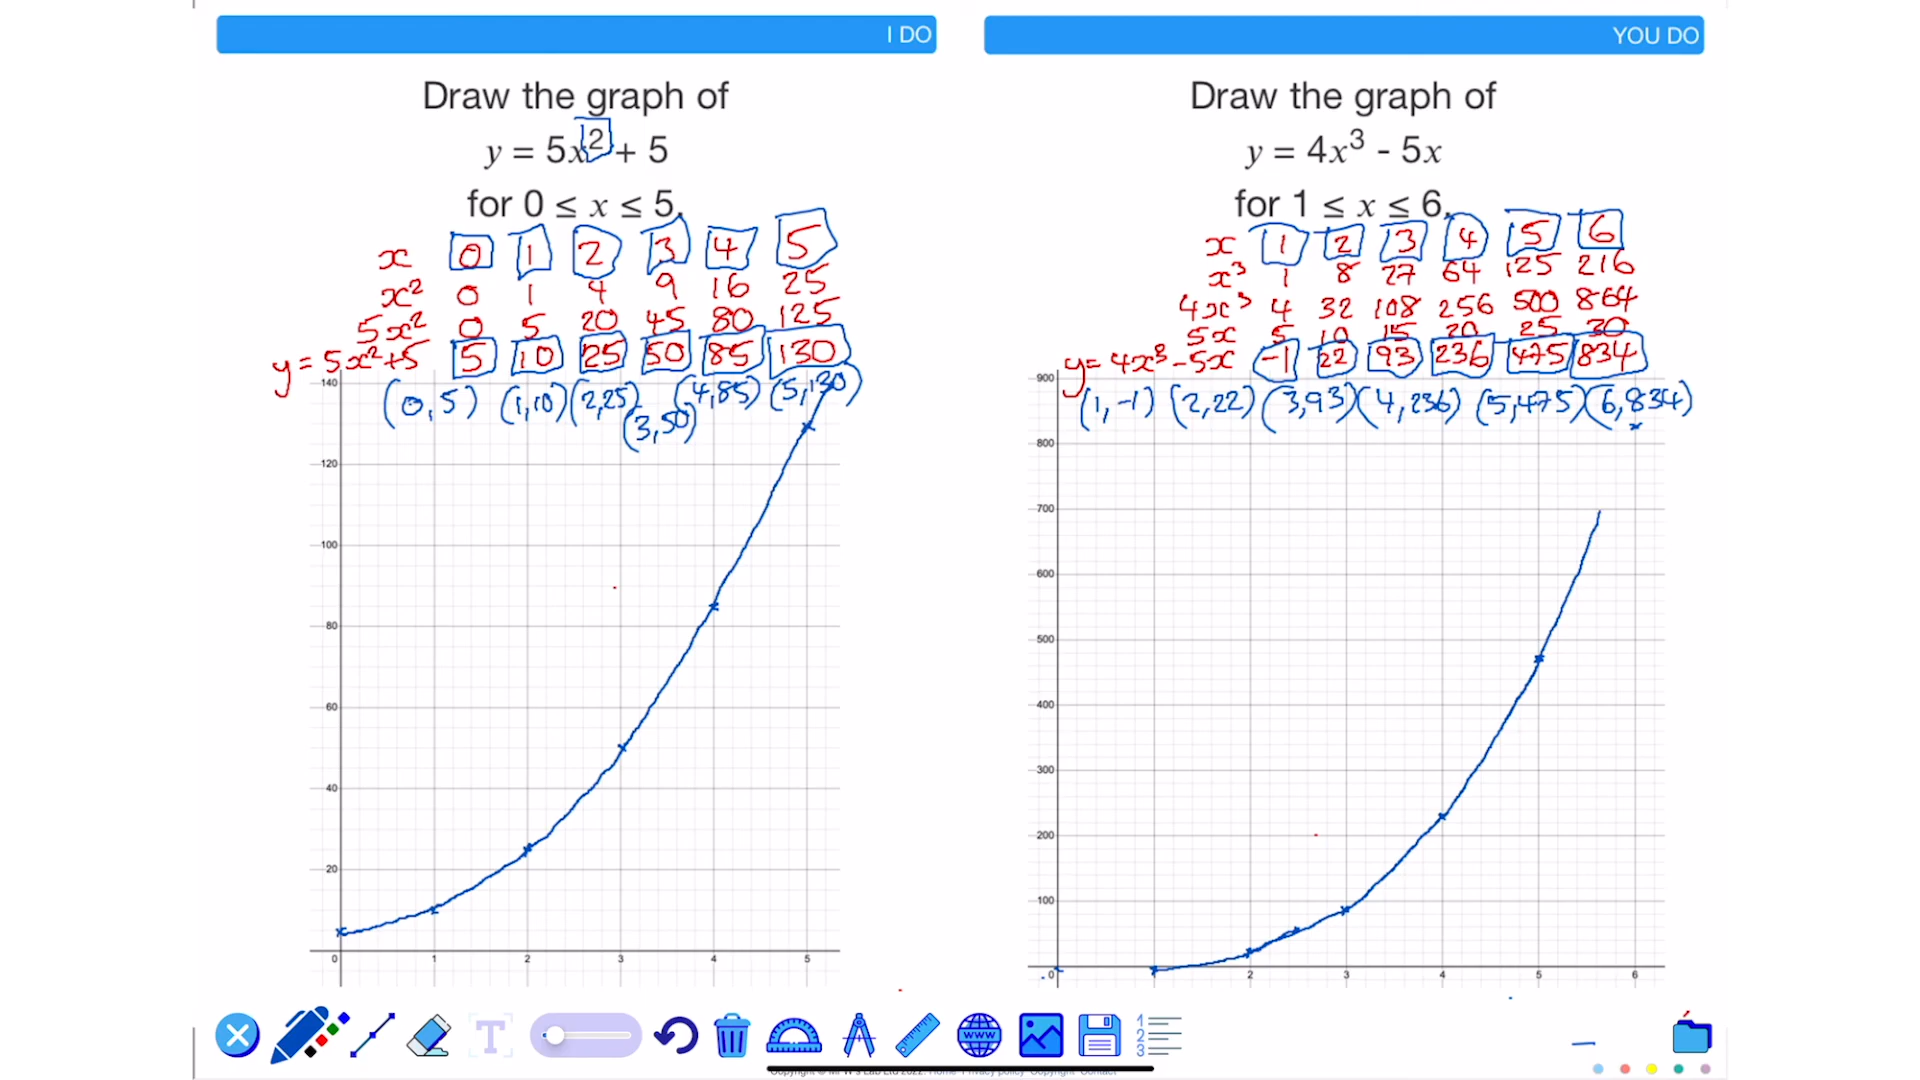 I DO
Draw the graph of
y = 5x² + 5
for 0 ≤ x ≤ 5.
x 0 1 2 3 4 5
x² 0 1 4 9 16 25
5x² 0 5 20 45 80 125
y = 5x² + 5 5 10 25 50 85 130
(0,5) (1,10) (2,25) (3,50) (4,85) (5,130)
140
120
100
80
60
40
20
0 1 2 3 4 5
YOU DO
Draw the graph of
y = 4x³ - 5x
for 1 ≤ x ≤ 6.
x 1 2 3 4 5 6
x³ 1 8 27 64 125 216
4x³ 4 32 108 256 500 864
5x 5 10 15 20 25 30
y = 4x³ - 5x -1 22 93 236 475 834
(1,-1) (2,22) (3,93) (4,236) (5,475) (6,834)
900
800
700
600
500
400
300
200
100
0 2 3 4 5 6
T WWW 1 2 3